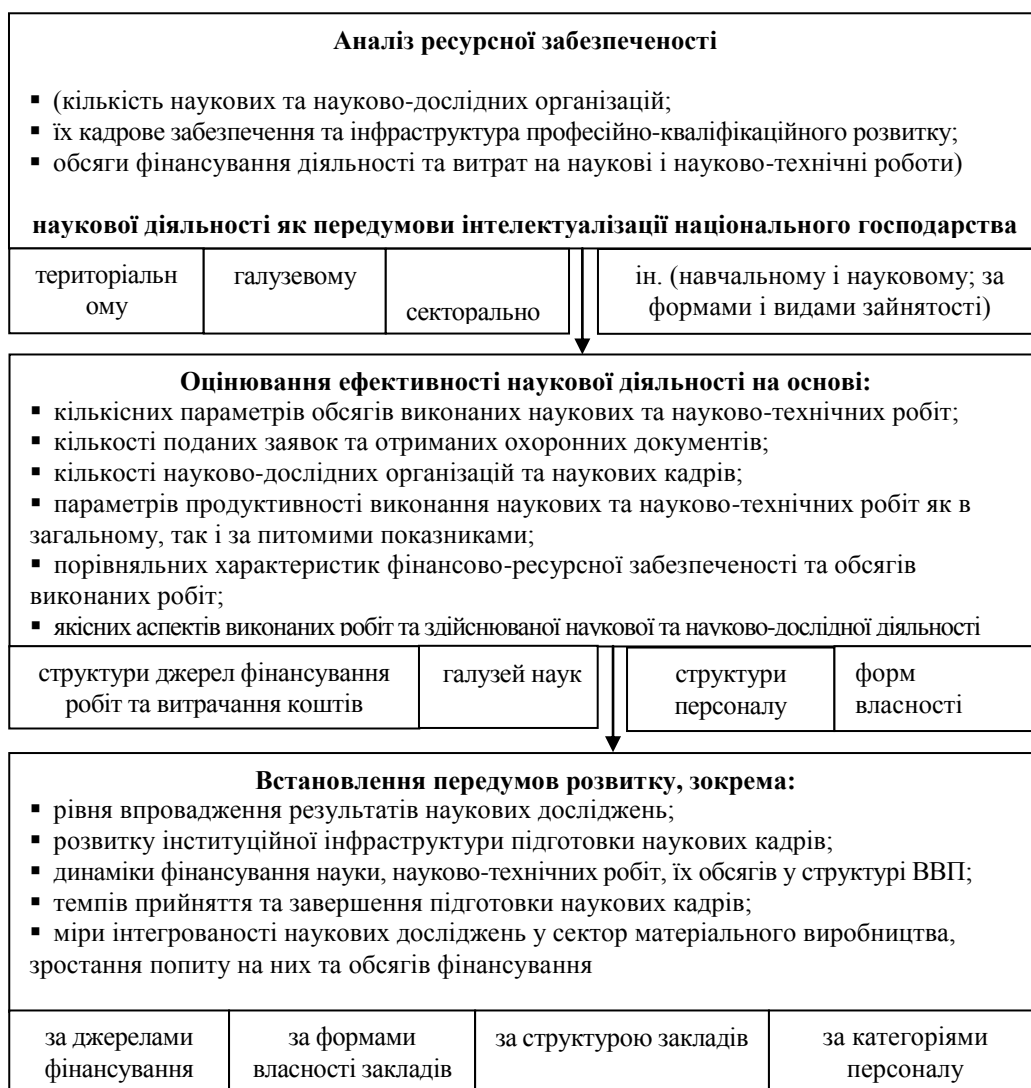 Аналіз ресурсної забезпеченості
▪ (кількість наукових та науково-дослідних організацій;
▪ їх кадрове забезпечення та інфраструктура професійно-кваліфікаційного розвитку;
▪ обсяги фінансування діяльності та витрат на наукові і науково-технічні роботи)
наукової діяльності як передумови інтелектуалізації національного господарства
територіальн
ому
галузевому
секторально
ін. (навчальному і науковому; за
формами і видами зайнятості)
Оцінювання ефективності наукової діяльності на основі:
▪ кількісних параметрів обсягів виконаних наукових та науково-технічних робіт;
▪ кількості поданих заявок та отриманих охоронних документів;
▪ кількості науково-дослідних організацій та наукових кадрів;
▪ параметрів продуктивності виконання наукових та науково-технічних робіт як в
загальному, так і за питомими показниками;
▪ порівняльних характеристик фінансово-ресурсної забезпеченості та обсягів
виконаних робіт;
▪ якісних аспектів виконаних робіт та здійснюваної наукової та науково-дослідної діяльності
структури джерел фінансування
робіт та витрачання коштів
галузей наук
структури
персоналу
форм
власності
Встановлення передумов розвитку, зокрема:
▪ рівня впровадження результатів наукових досліджень;
▪ розвитку інституційної інфраструктури підготовки наукових кадрів;
▪ динаміки фінансування науки, науково-технічних робіт, їх обсягів у структурі ВВП;
▪ темпів прийняття та завершення підготовки наукових кадрів;
▪ міри інтегрованості наукових досліджень у сектор матеріального виробництва,
зростання попиту на них та обсягів фінансування
за джерелами
фінансування
за формами
власності закладів
за структурою закладів
за категоріями
персоналу